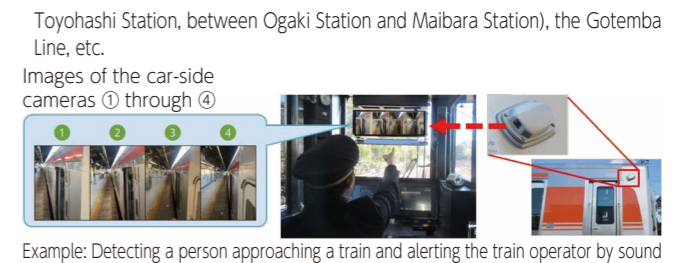 Toyohashi Station, between Ogaki Station and Maibara Station), the Gotemba
Line, etc.
Images of the car-side
cameras ① through ④
1 2 3 4
Example: Detecting a person approaching a train and alerting the train operator by sound